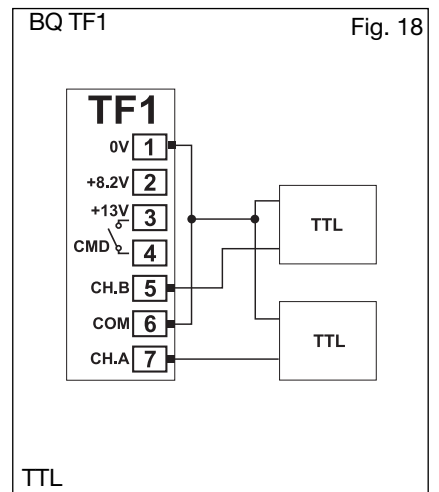 BQ TF1
Fig. 18
TF1
0V 1
+8.2V 2
+13V 3
CMD 4
CH.B 5
COM 6
CH.A 7
TTL
TTL
TTL